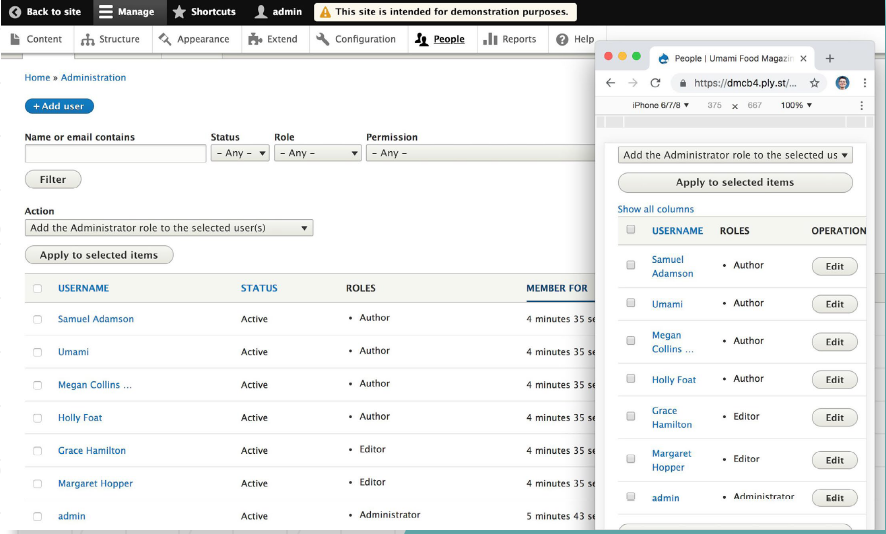 Back to site Manage Shortcuts admin This site is intended for demonstration purposes.
Content Structure Appearance Extend Configuration People Reports Help
Home » Administration
+ Add user
Name or email contains Status Role Permission
- Any - - Any - - Any -
Filter
Action
Add the Administrator role to the selected user(s)
Apply to selected items
USERNAME STATUS ROLES MEMBER FOR
Samuel Adamson Active • Author 4 minutes 35 se
Umami Active • Author 4 minutes 35 se
Megan Collins ... Active • Author 4 minutes 35 se
Holly Foat Active • Author 4 minutes 35 se
Grace Hamilton Active • Editor 4 minutes 35 se
Margaret Hopper Active • Editor 4 minutes 35 se
admin Active • Administrator 5 minutes 43 se
People | Umami Food Magazin
https://dmcb4.ply.st/...
iPhone 6/7/8 375 x 667 100%
Add the Administrator role to the selected us
Apply to selected items
Show all columns
USERNAME ROLES OPERATION
Samuel
Adamson • Author Edit
Umami • Author Edit
Megan
Collins ... • Author Edit
Holly Foat • Author Edit
Grace
Hamilton • Editor Edit
Margaret
Hopper • Editor Edit
admin • Administrator Edit